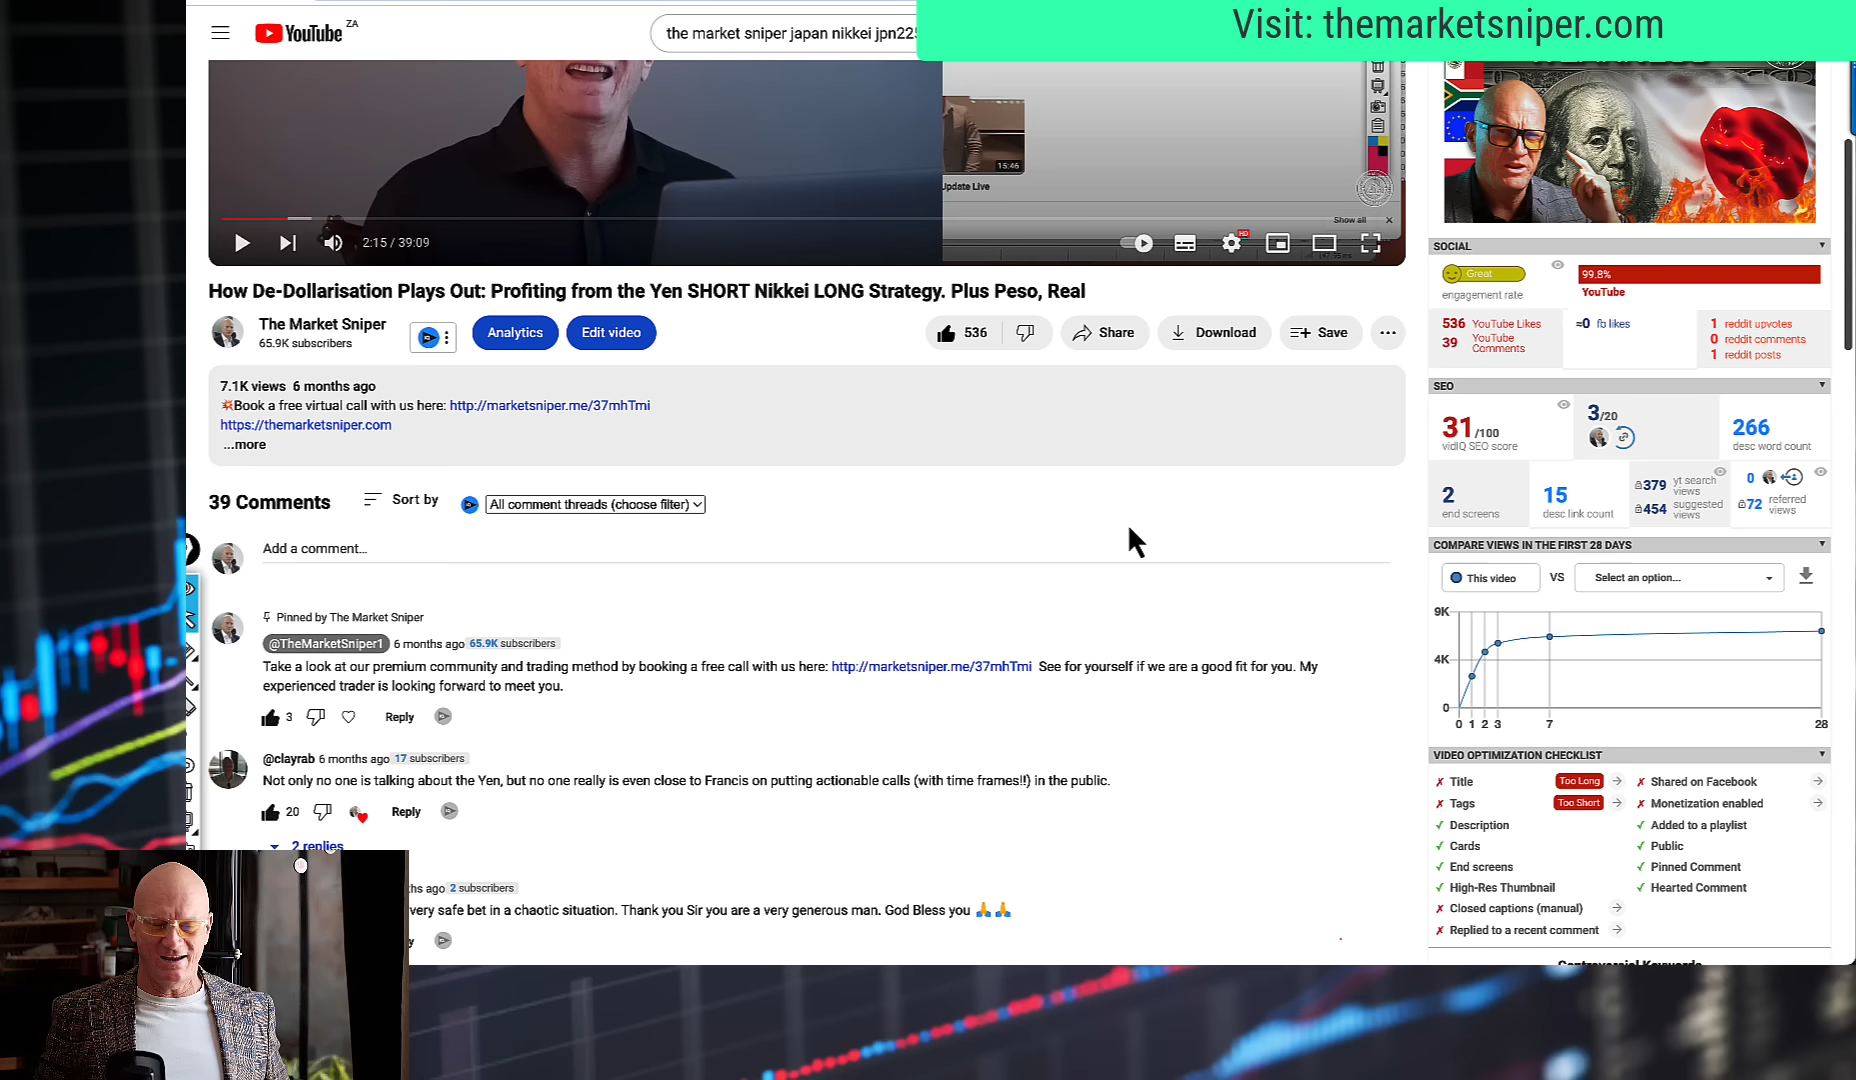 Visit: themarketsniper.com
YouTube ZA
the market sniper japan nikkei jpn225
15:46
Update Live
Show all
2:15 / 39:09
HD
How De-Dollarisation Plays Out: Profiting from the Yen SHORT Nikkei LONG Strategy. Plus Peso, Real
The Market Sniper
65.9K subscribers
Analytics
Edit video
536
Share
Download
Save
7.1K views 6 months ago
Book a free virtual call with us here: http://marketsniper.me/37mhTmi
https://themarketsniper.com
...more
39 Comments
Sort by
All comment threads (choose filter)
Add a comment...
Pinned by The Market Sniper
@TheMarketSniper1 6 months ago 65.9K subscribers
Take a look at our premium community and trading method by booking a free call with us here: http://marketsniper.me/37mhTmi See for yourself if we are a good fit for you. My
experienced trader is looking forward to meet you.
3
Reply
@clayrab 6 months ago 17 subscribers
Not only no one is talking about the Yen, but no one really is even close to Francis on putting actionable calls (with time frames!!) in the public.
20
Reply
2 replies
ths ago 2 subscribers
very safe bet in a chaotic situation. Thank you Sir you are a very generous man. God Bless you 🙏🙏
SOCIAL
Great
engagement rate
99.8%
YouTube
536 YouTube Likes
39 YouTube Comments
≈0 fb likes
1 reddit upvotes
0 reddit comments
1 reddit posts
SEO
31/100
vidIQ SEO score
3/20
266
desc word count
2
end screens
15
desc link count
379 yt search views
454 suggested views
0
72 referred views
COMPARE VIEWS IN THE FIRST 28 DAYS
This video
VS
Select an option...
9K
4K
0
0 1 2 3 7 28
VIDEO OPTIMIZATION CHECKLIST
✗ Title Too Long
✗ Tags Too Short
✓ Description
✓ Cards
✓ End screens
✓ High-Res Thumbnail
✗ Closed captions (manual)
✗ Replied to a recent comment
✗ Shared on Facebook
✗ Monetization enabled
✓ Added to a playlist
✓ Public
✓ Pinned Comment
✓ Hearted Comment
Controversial Keywords